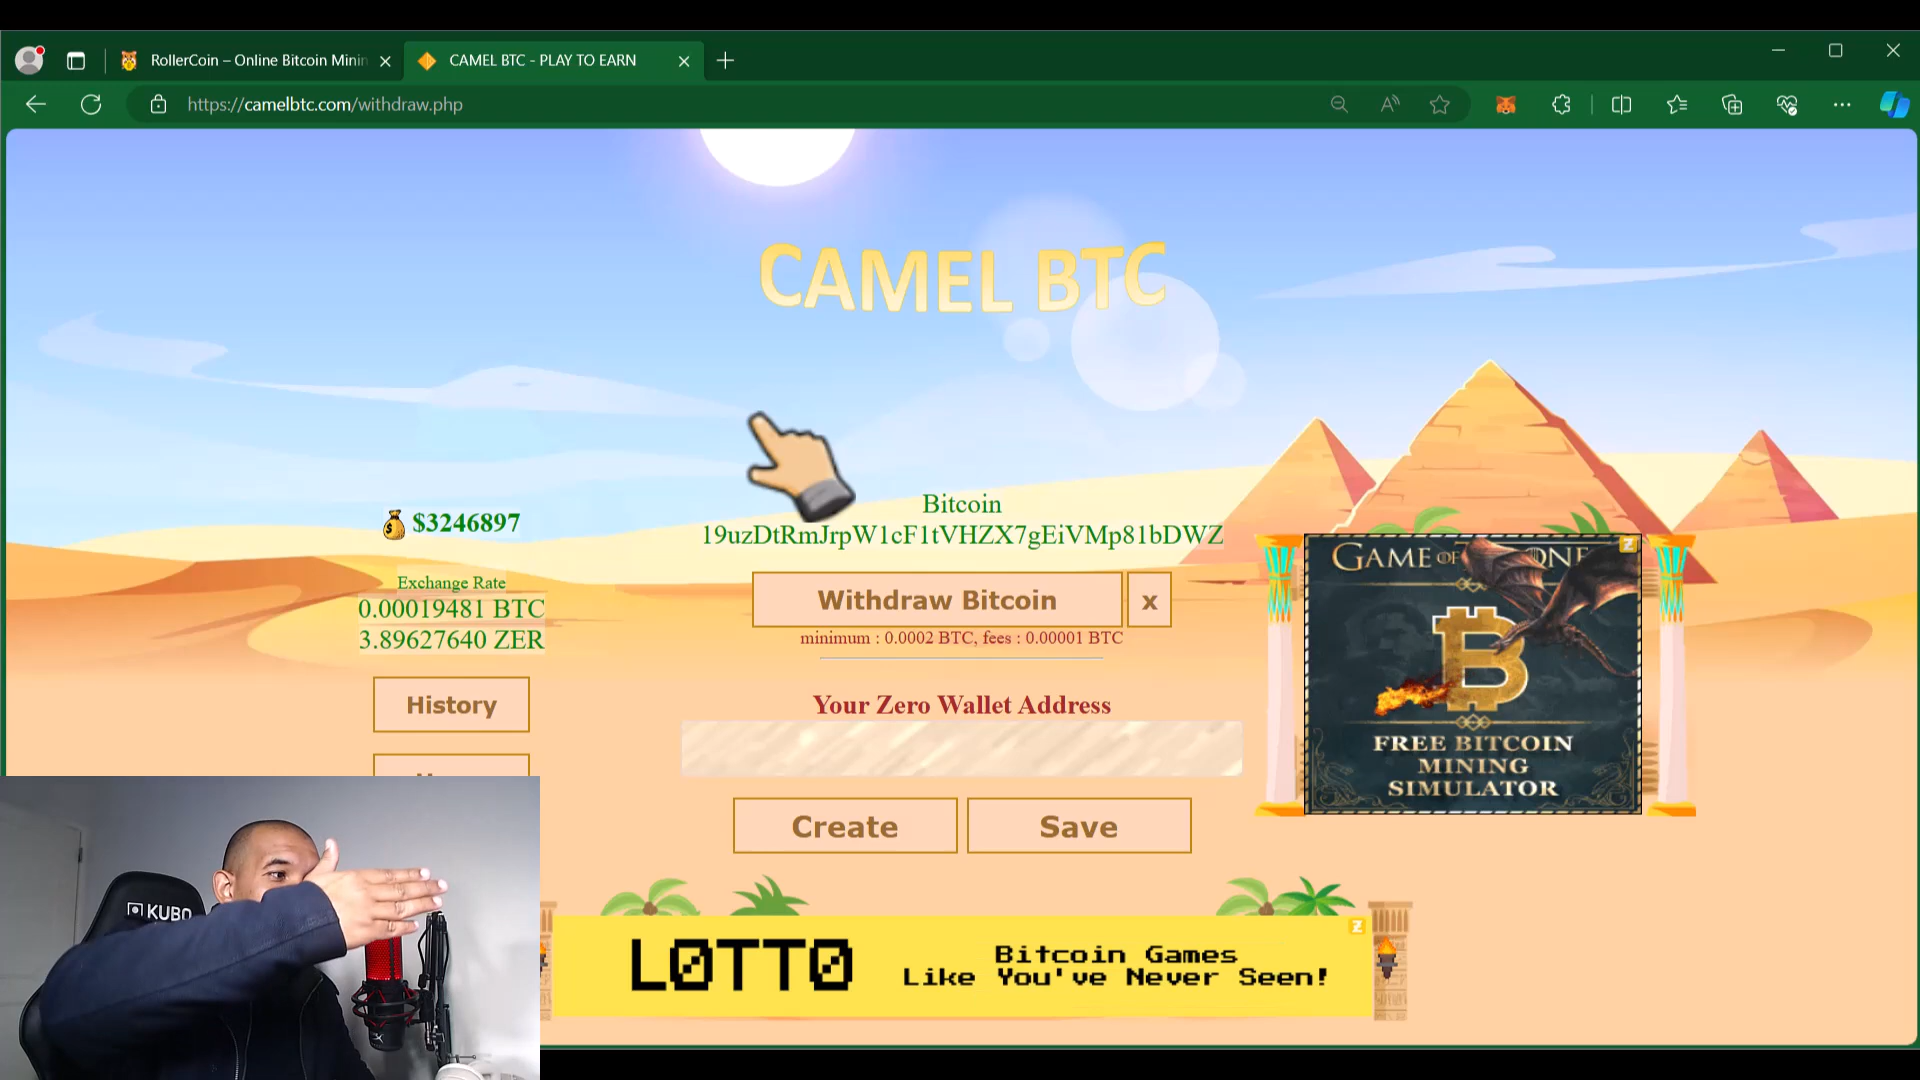 RollerCoin – Online Bitcoin Minin
CAMEL BTC - PLAY TO EARN
https://camelbtc.com/withdraw.php
CAMEL BTC
$3246897
Exchange Rate
0.00019481 BTC
3.89627640 ZER
History
Bitcoin
19uzDtRmJrpW1cF1tVHZX7gEiVMp81bDWZ
Withdraw Bitcoin
x
minimum : 0.0002 BTC, fees : 0.00001 BTC
Your Zero Wallet Address
Create
Save
GAME OF
FREE BITCOIN
MINING
SIMULATOR
KUBO
LOTTO
Bitcoin Games
Like You've Never Seen!